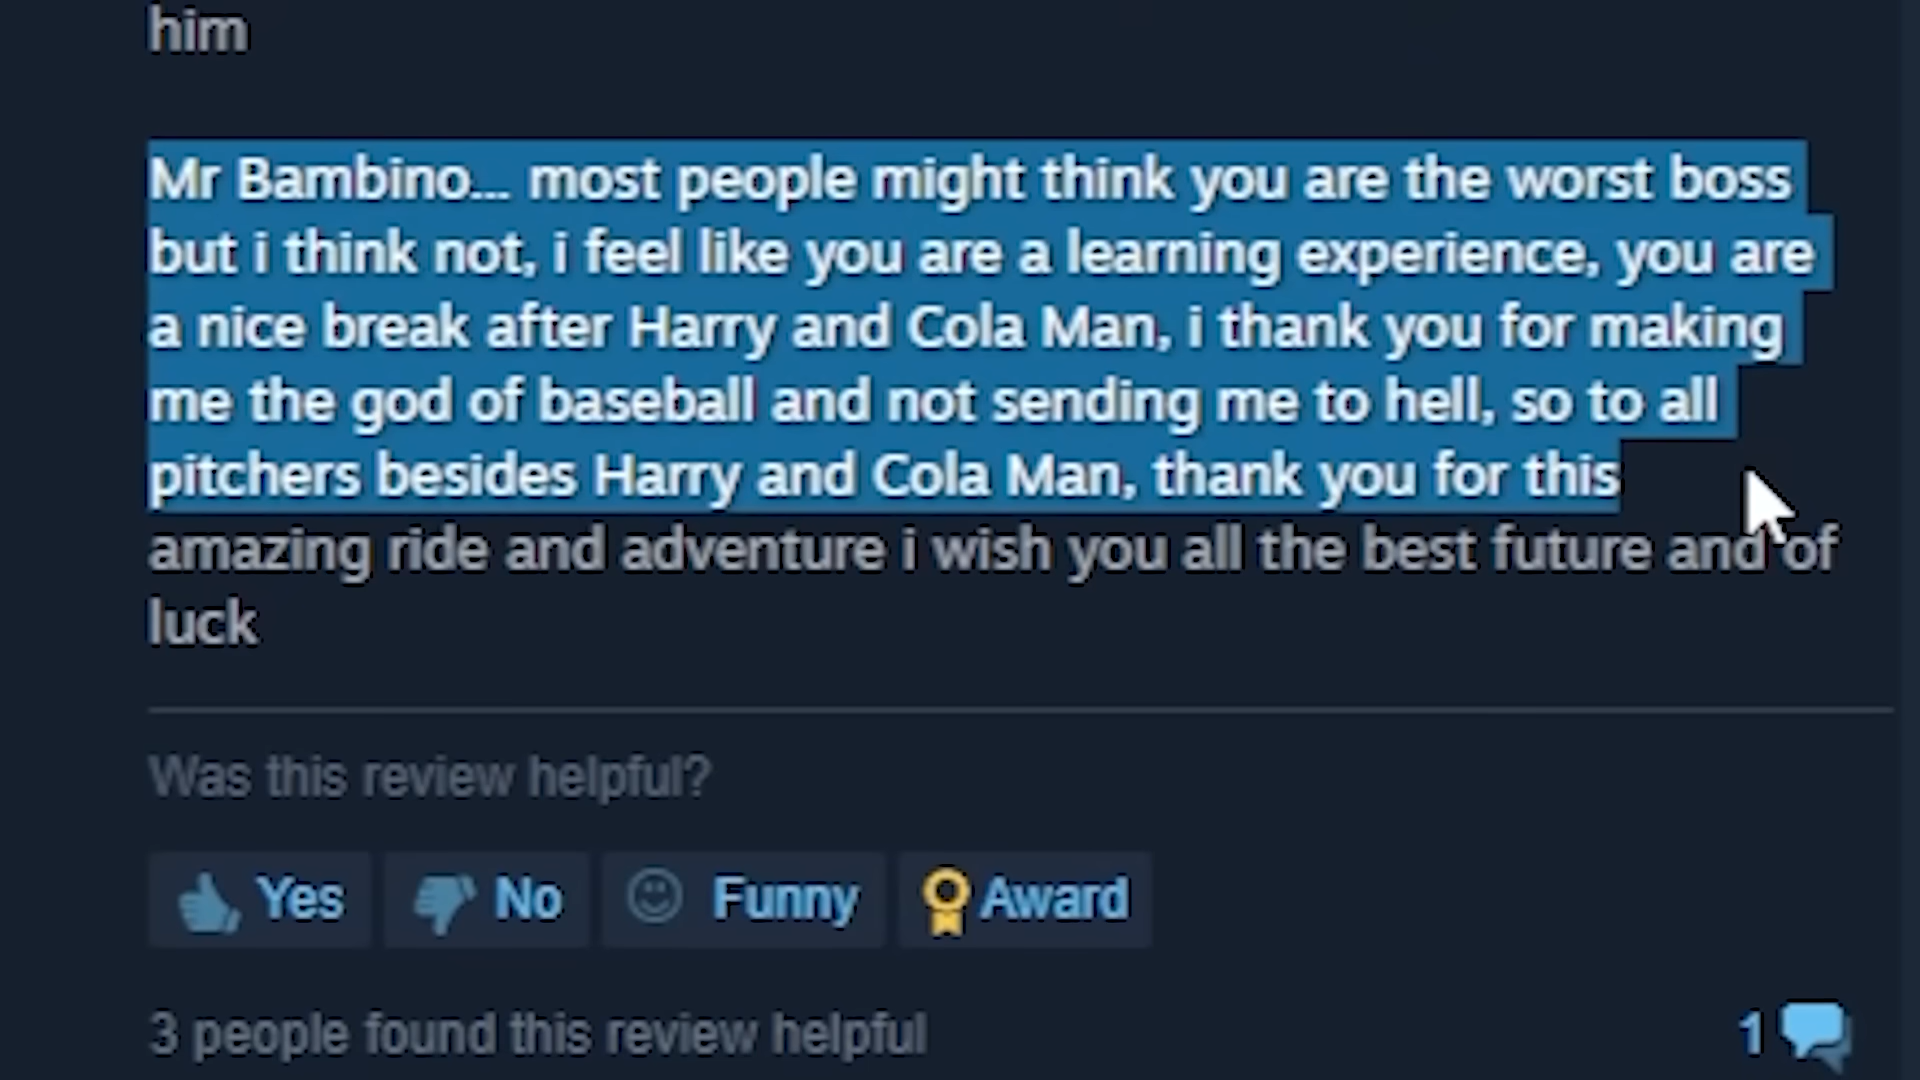 him
Mr Bambino... most people might think you are the worst boss
but i think not, i feel like you are a learning experience, you are
a nice break after Harry and Cola Man, i thank you for making
me the god of baseball and not sending me to hell, so to all
pitchers besides Harry and Cola Man, thank you for this
amazing ride and adventure i wish you all the best future and of
luck
Was this review helpful?
Yes No Funny Award
3 people found this review helpful 1